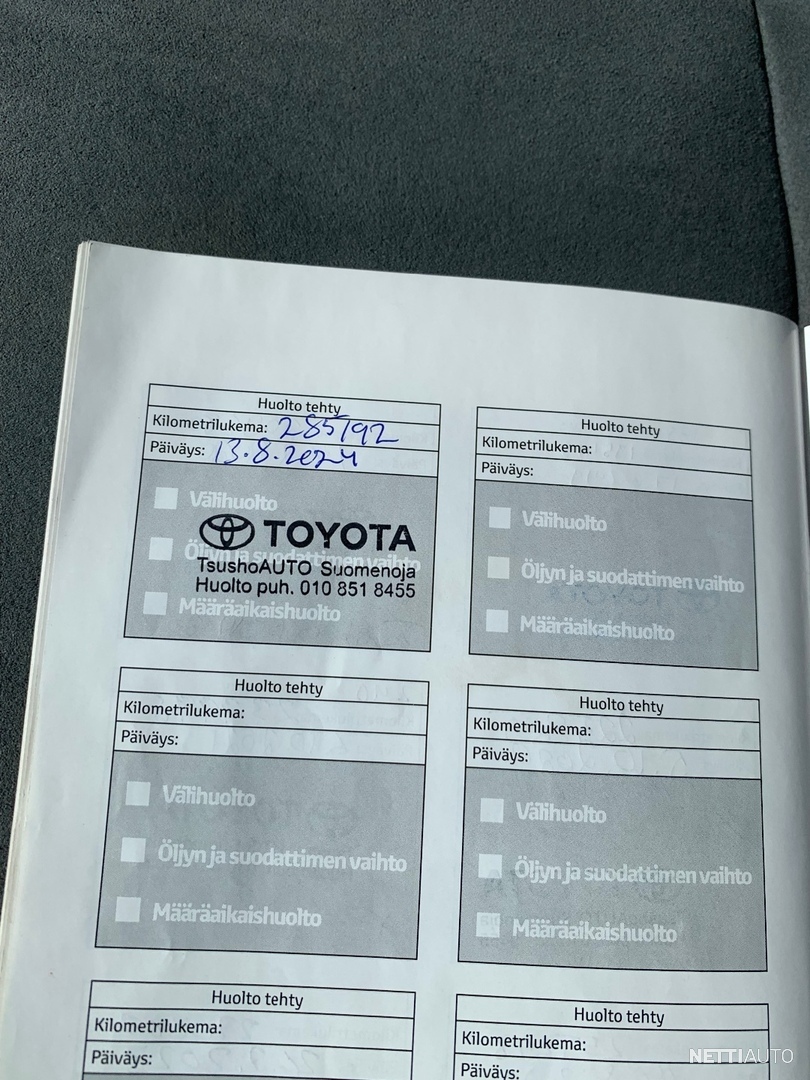 Huolto tehty
Kilometrilukema: 285192
Päiväys: 13.8.2024
Välihuolto
TOYOTA
Öljyn ja suodattimen vaihto
TsushoAUTO Suomenoja
Huolto puh. 010 851 8455
Määräaikaishuolto
Huolto tehty
Kilometrilukema:
Päiväys:
Välihuolto
Öljyn ja suodattimen vaihto
Määräaikaishuolto
Huolto tehty
Kilometrilukema:
Päiväys:
Välihuolto
Öljyn ja suodattimen vaihto
Määräaikaishuolto
Huolto tehty
Kilometrilukema:
Päiväys:
Välihuolto
Öljyn ja suodattimen vaihto
Määräaikaishuolto
Huolto tehty
Kilometrilukema:
Päiväys:
Huolto tehty
Kilometrilukema:
Päiväys:
NETTIAUTO